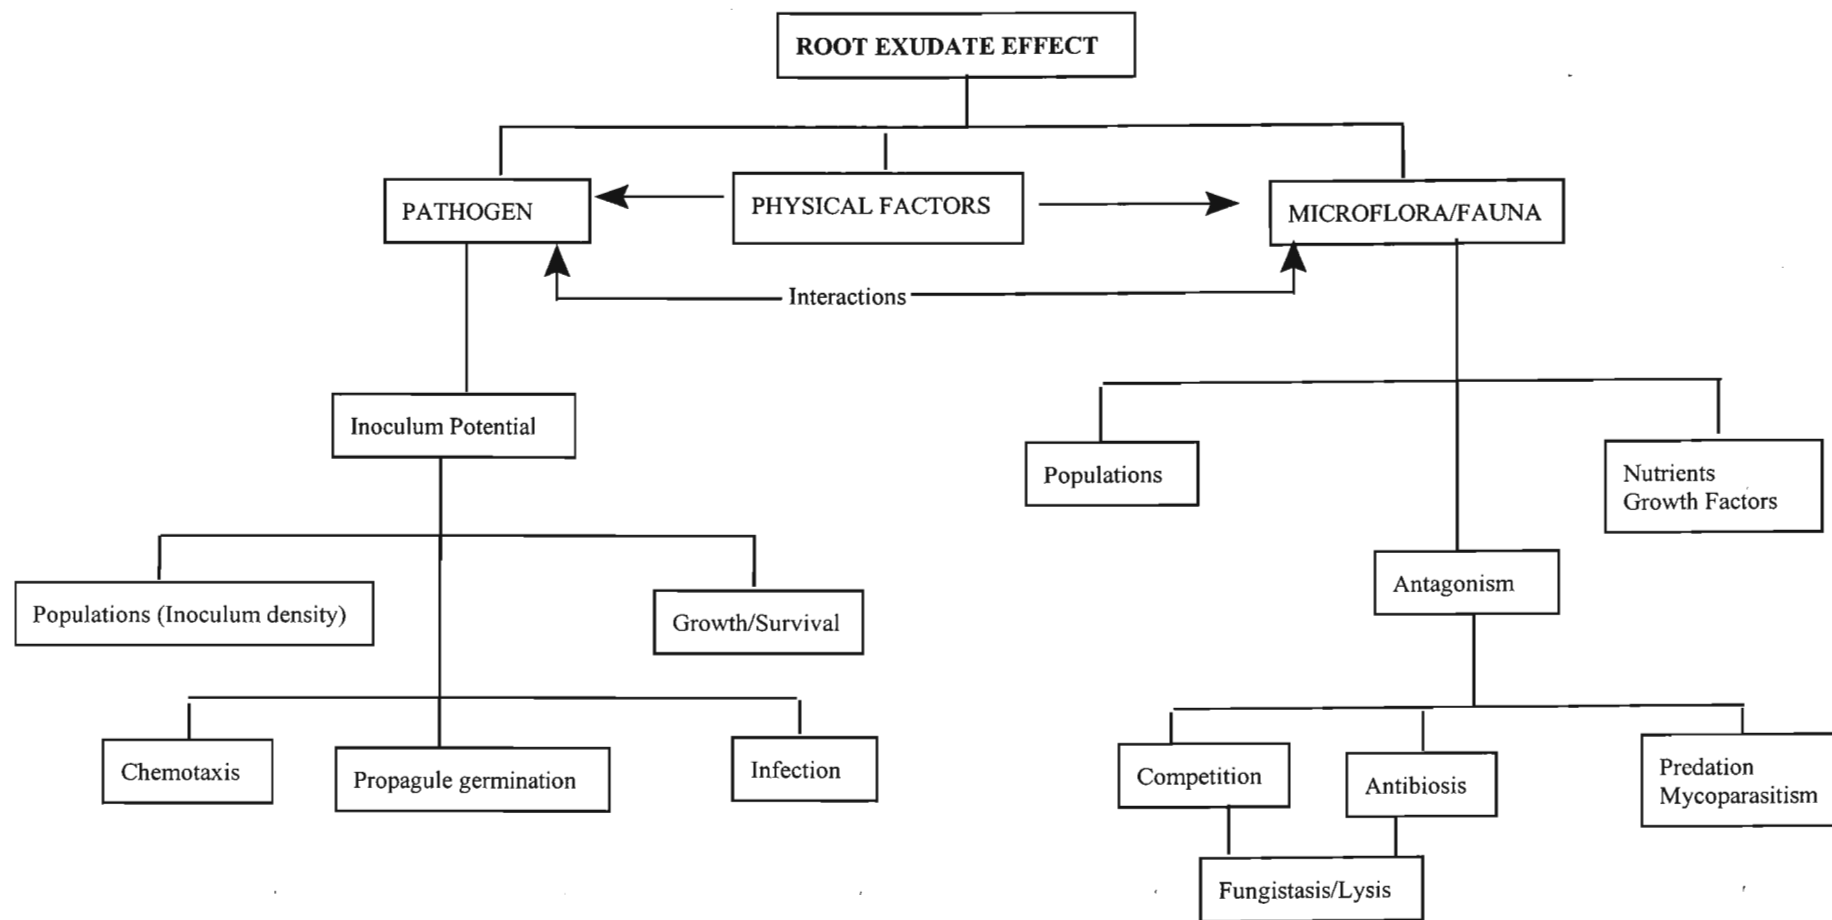 ROOT EXUDATE EFFECT
PATHOGEN
PHYSICAL FACTORS
MICROFLORA/FAUNA
Interactions
Inoculum Potential
Populations
Nutrients
Growth Factors
Populations (Inoculum density)
Growth/Survival
Antagonism
Chemotaxis
Propagule germination
Infection
Competition
Antibiosis
Predation
Mycoparasitism
Fungistasis/Lysis